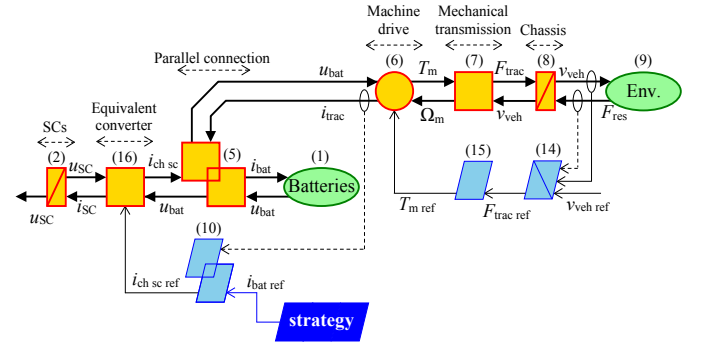 Machine drive
Mechanical transmission
Chassis
Parallel connection
(6)
(7)
(8)
(9)
u_bat
T_m
F_trac
v_veh
Env.
i_trac
Ω_m
v_veh
F_res
Equivalent converter
SCs
(2)
(16)
(5)
(1)
(15)
(14)
u_SC
i_ch sc
i_bat
Batteries
u_SC
i_SC
u_bat
u_bat
T_m ref
F_trac ref
v_veh ref
(10)
i_ch sc ref
i_bat ref
strategy